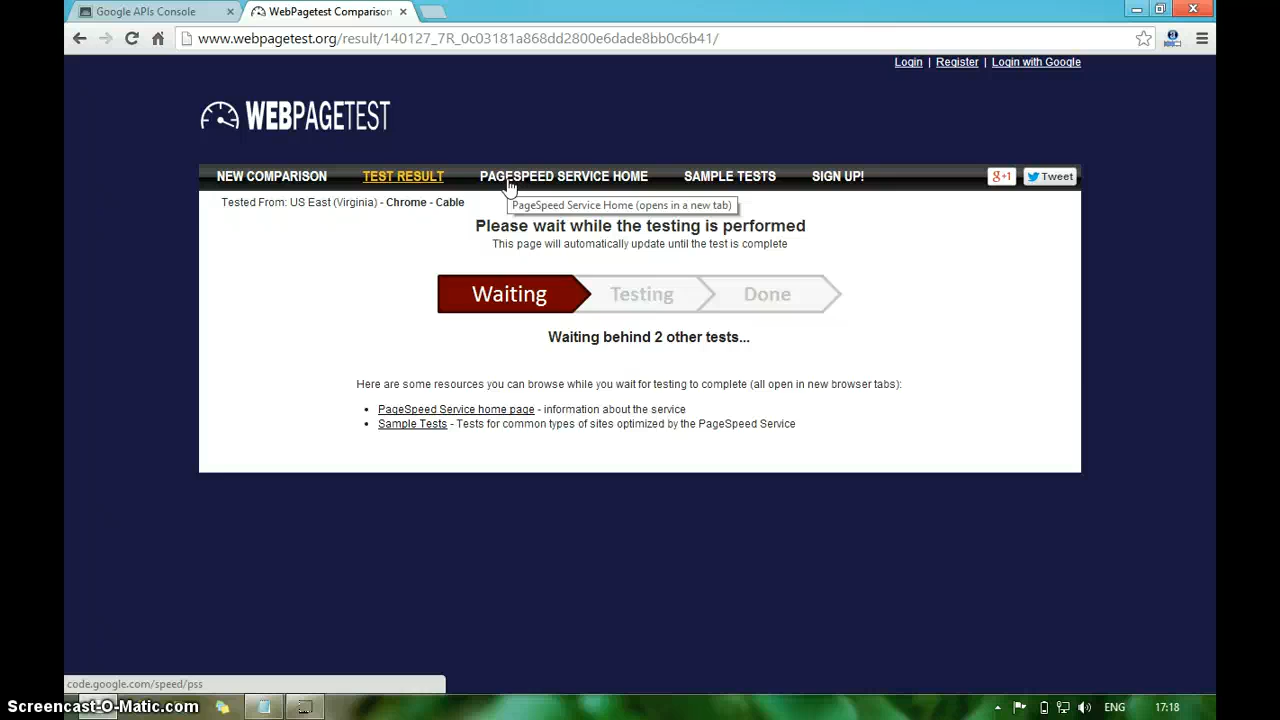 Google APIs Console
WebPagetest Comparison
www.webpagetest.org/result/140127_7R_0c03181a868dd2800e6dade8bb0c6b41/
Login | Register | Login with Google
WEBPAGETEST
NEW COMPARISON TEST RESULT PAGESPEED SERVICE HOME SAMPLE TESTS SIGN UP! g+1 Tweet
Tested From: US East (Virginia) - Chrome - Cable
PageSpeed Service Home (opens in a new tab)
Please wait while the testing is performed
This page will automatically update until the test is complete
Waiting Testing Done
Waiting behind 2 other tests...
Here are some resources you can browse while you wait for testing to complete (all open in new browser tabs):
• PageSpeed Service home page - information about the service
• Sample Tests - Tests for common types of sites optimized by the PageSpeed Service
code.google.com/speed/pss
Screencast-O-Matic.com
ENG 17:18